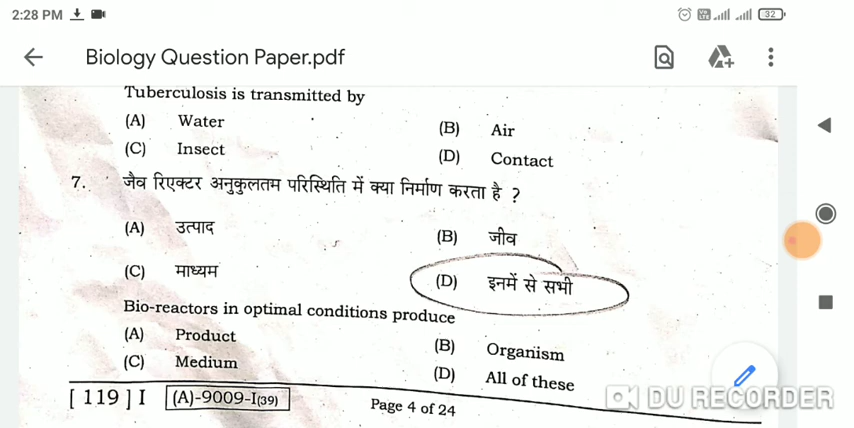 2:28 PM
32
Biology Question Paper.pdf
Tuberculosis is transmitted by
(A) Water
(B) Air
(C) Insect
(D) Contact
7. जैव रिएक्टर अनुकुलतम परिस्थिति में क्या निर्माण करता है ?
(A) उत्पाद
(B) जीव
(C) माध्यम
(D) इनमें से सभी
Bio-reactors in optimal conditions produce
(A) Product
(B) Organism
(C) Medium
(D) All of these
[ 119 ] I (A)-9009-I(39) Page 4 of 24
DU RECORDER